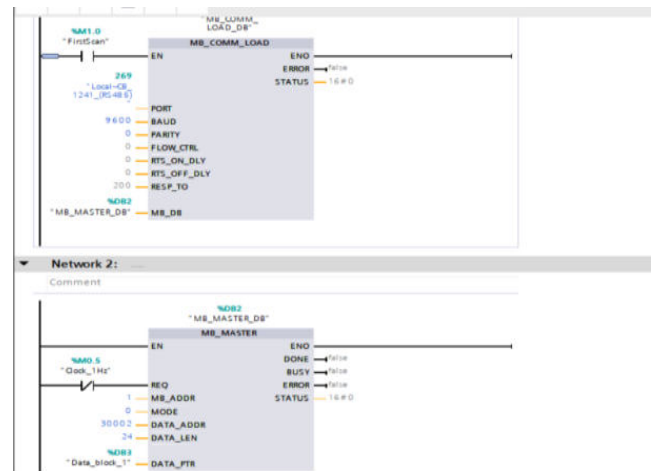 "MB_COMM_
LOAD_DB"
%M1.0
"FirstScan"
MB_COMM_LOAD
EN ENO
ERROR false
STATUS 16#0
269
"Local~CB_
1241_(RS485)
PORT
9600 BAUD
0 PARITY
0 FLOW_CTRL
0 RTS_ON_DLY
0 RTS_OFF_DLY
200 RESP_TO
%DB2
"MB_MASTER_DB" MB_DB
Network 2:
Comment
%DB2
"MB_MASTER_DB"
MB_MASTER
EN ENO
DONE false
%M0.5
"Clock_1Hz"
BUSY false
REQ ERROR false
1 MB_ADDR STATUS 16#0
0 MODE
30002 DATA_ADDR
24 DATA_LEN
%DB3
"Data_block_1" DATA_PTR